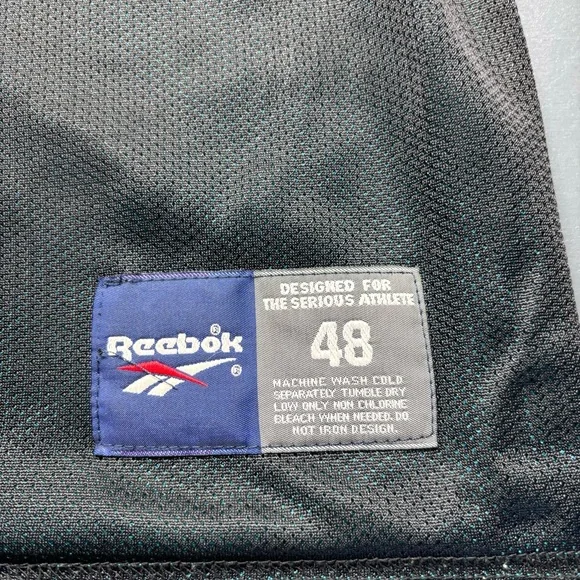 Reebok®
®
DESIGNED FOR
THE SERIOUS ATHLETE
48
MACHINE WASH COLD
SEPARATELY TUMBLE DRY
LOW ONLY NON CHLORINE
BLEACH WHEN NEEDED. DO
NOT IRON DESIGN.